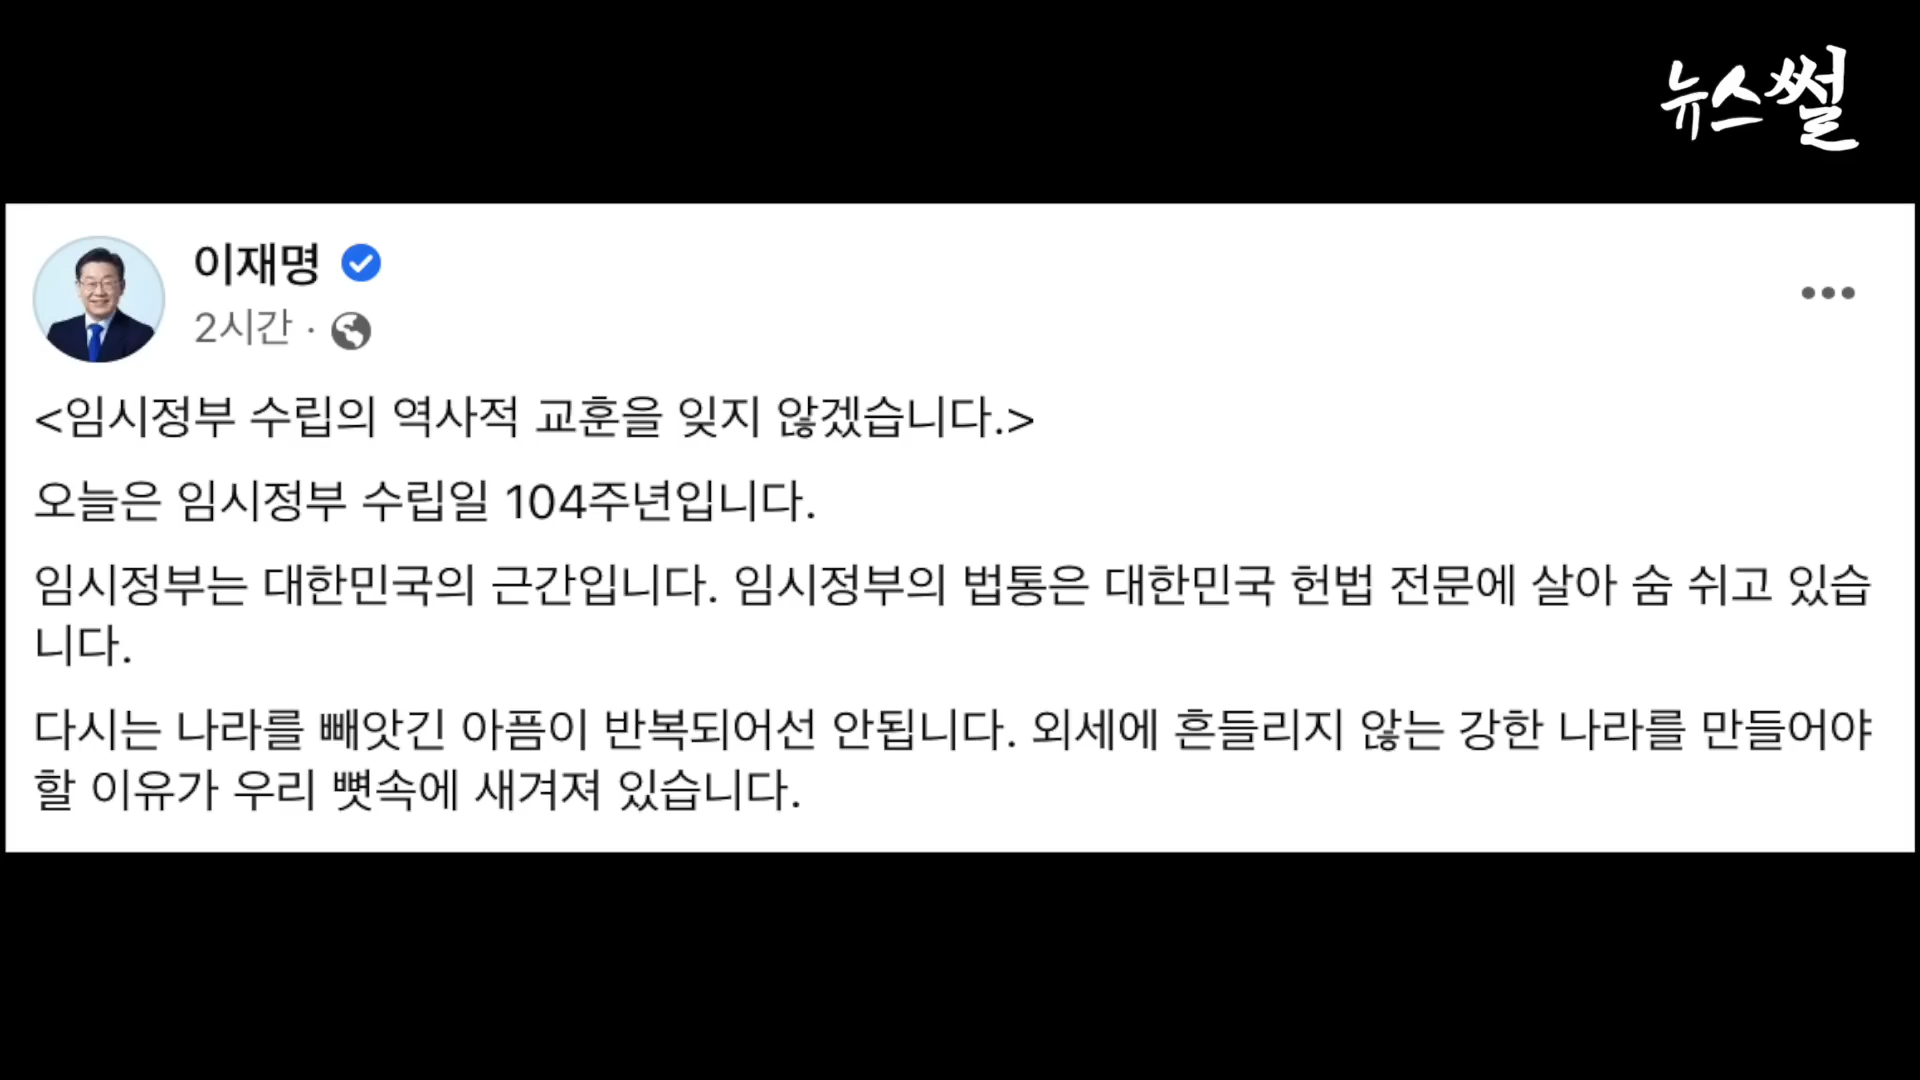 뉴스썰
이재명
2시간 ·
<임시정부 수립의 역사적 교훈을 잊지 않겠습니다.>
오늘은 임시정부 수립일 104주년입니다.
임시정부는 대한민국의 근간입니다. 임시정부의 법통은 대한민국 헌법 전문에 살아 숨 쉬고 있습
니다.
다시는 나라를 빼앗긴 아픔이 반복되어선 안됩니다. 외세에 흔들리지 않는 강한 나라를 만들어야
할 이유가 우리 뼛속에 새겨져 있습니다.